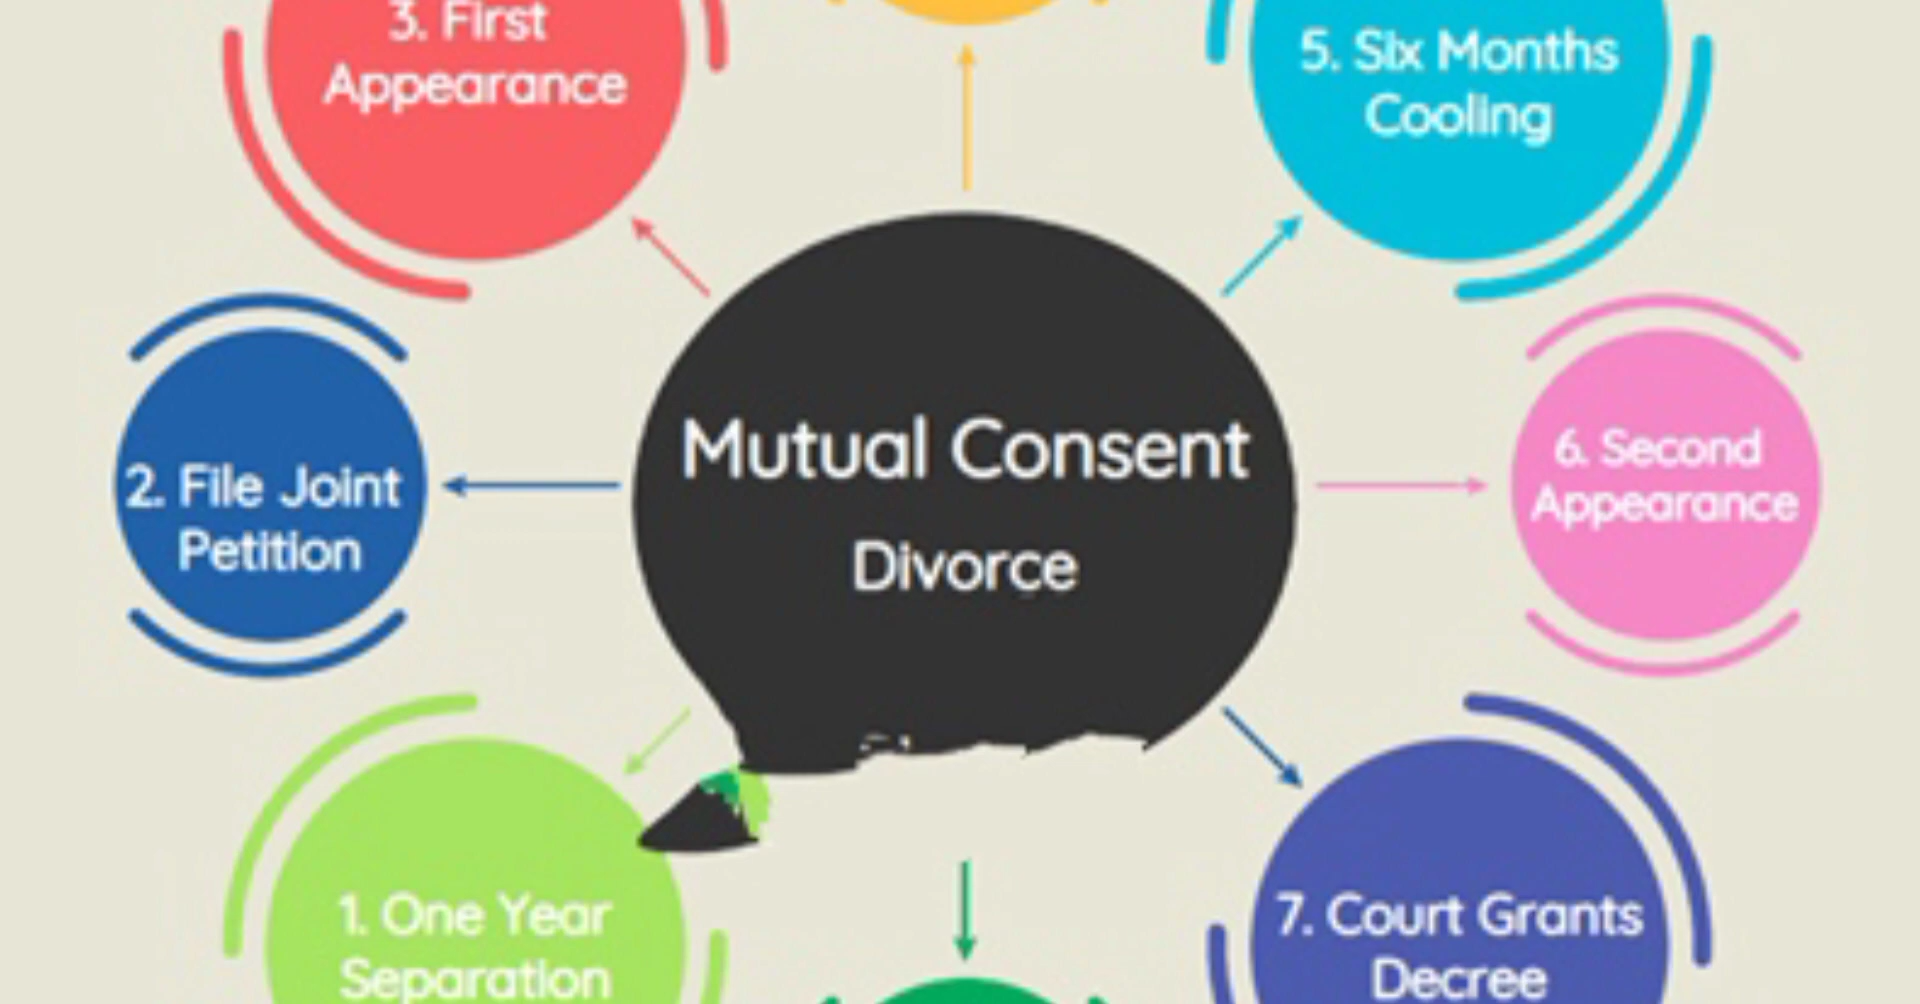 3. First
Appearance
5. Six Months
Cooling
Mutual Consent
Divorce
2. File Joint
Petition
6. Second
Appearance
1. One Year
Separation
7. Court Grants
Decree